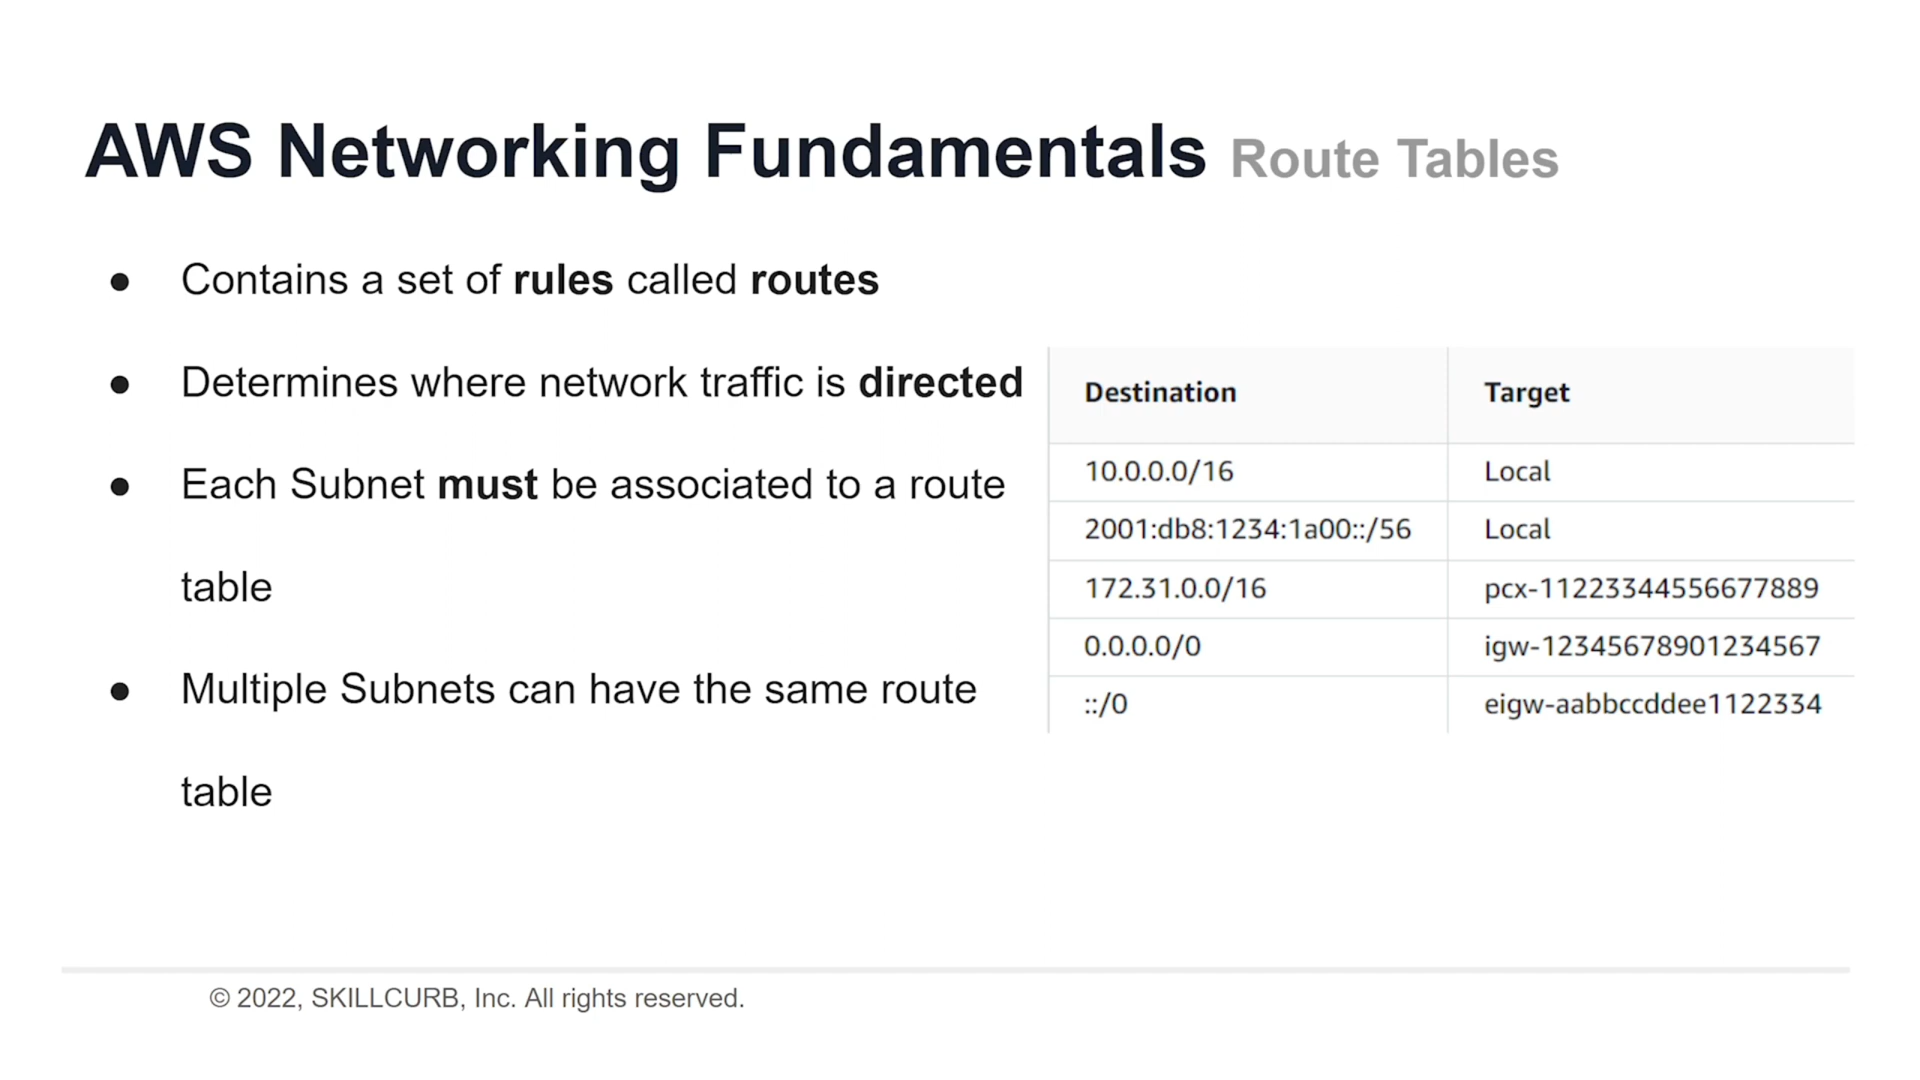 AWS Networking Fundamentals Route Tables
● Contains a set of rules called routes
● Determines where network traffic is directed
● Each Subnet must be associated to a route
table
● Multiple Subnets can have the same route
table
Destination Target
10.0.0.0/16 Local
2001:db8:1234:1a00::/56 Local
172.31.0.0/16 pcx-11223344556677889
0.0.0.0/0 igw-12345678901234567
::/0 eigw-aabbccddee1122334
© 2022, SKILLCURB, Inc. All rights reserved.